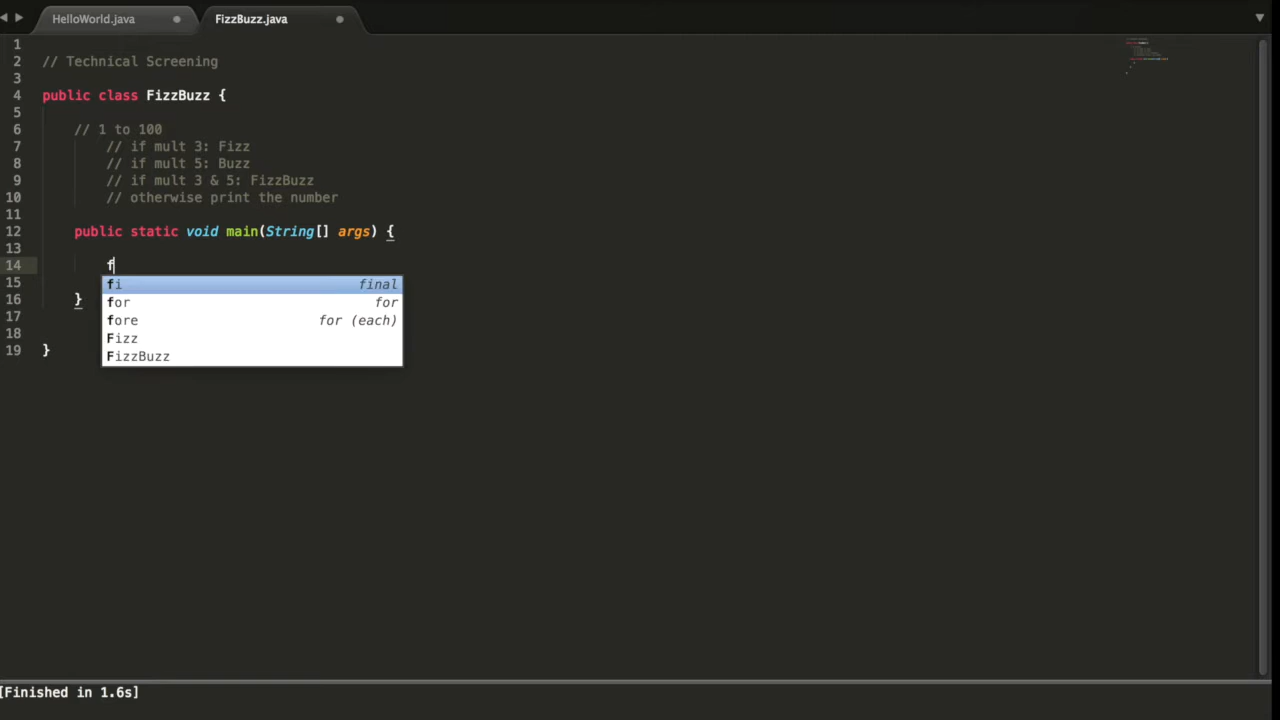 HelloWorld.java
FizzBuzz.java
1
2 // Technical Screening
3
4 public class FizzBuzz {
5
6 // 1 to 100
7 // if mult 3: Fizz
8 // if mult 5: Buzz
9 // if mult 3 & 5: FizzBuzz
10 // otherwise print the number
11
12 public static void main(String[] args) {
13
14 f
15
fi final
16 }
for for
17
fore for (each)
18
Fizz
19 }
FizzBuzz
[Finished in 1.6s]